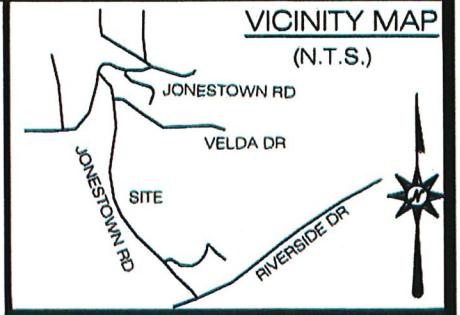 VICINITY MAP
(N.T.S.)
JONESTOWN RD
VELDA DR
JONESTOWN RD
SITE
RIVERSIDE DR
N